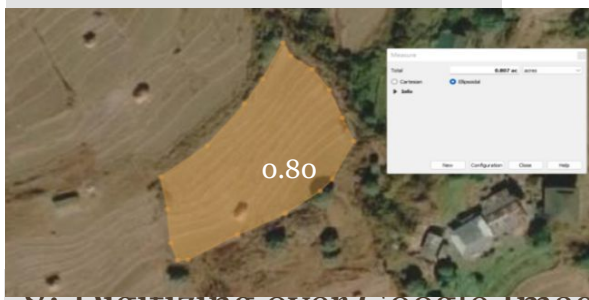 Measure
Total 0.807 ac acres
Cartesian Ellipsoidal
Info
0.80
New Configuration Close Help